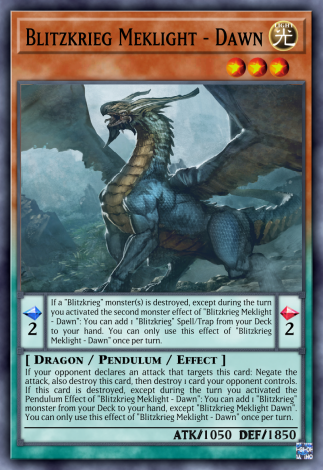 Blitzkrieg Meklight - Dawn
LIGHT
光
If a "Blitzkrieg" monster(s) is destroyed, except during the turn
you activated the second monster effect of "Blitzkrieg Meklight
- Dawn": You can add 1 "Blitzkrieg" Spell/Trap from your Deck
to your hand. You can only use this effect of "Blitzkrieg
Meklight - Dawn" once per turn.
2
2
[ Dragon / Pendulum / Effect ]
If your opponent declares an attack that targets this card: Negate
the attack, also destroy this card, then destroy 1 card your opponent controls.
If this card is destroyed, except during the turn you activated the
Pendulum Effect of "Blitzkrieg Meklight - Dawn": You can add 1 "Blitzkrieg"
monster from your Deck to your hand, except "Blitzkrieg Meklight Dawn".
You can only use this effect of "Blitzkrieg Meklight - Dawn" once per turn.
ATK/1050 DEF/1850